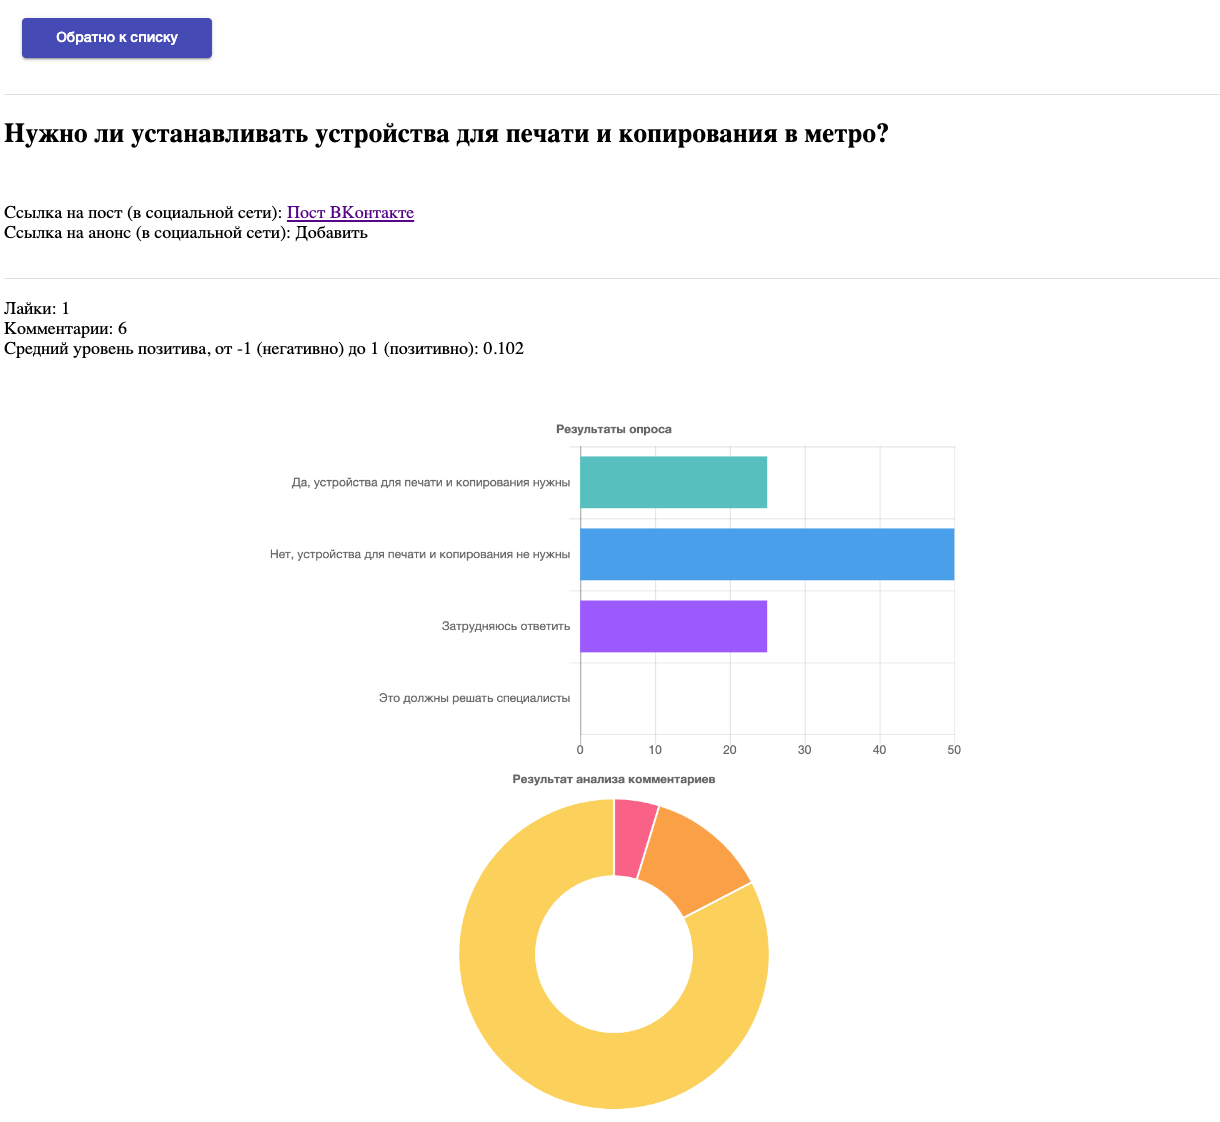 Обратно к списку
Нужно ли устанавливать устройства для печати и копирования в метро?
Ссылка на пост (в социальной сети): Пост ВКонтакте
Ссылка на анонс (в социальной сети): Добавить
Лайки: 1
Комментарии: 6
Средний уровень позитива, от -1 (негативно) до 1 (позитивно): 0.102
Результаты опроса
Да, устройства для печати и копирования нужны
Нет, устройства для печати и копирования не нужны
Затрудняюсь ответить
Это должны решать специалисты
0 10 20 30 40 50
Результат анализа комментариев